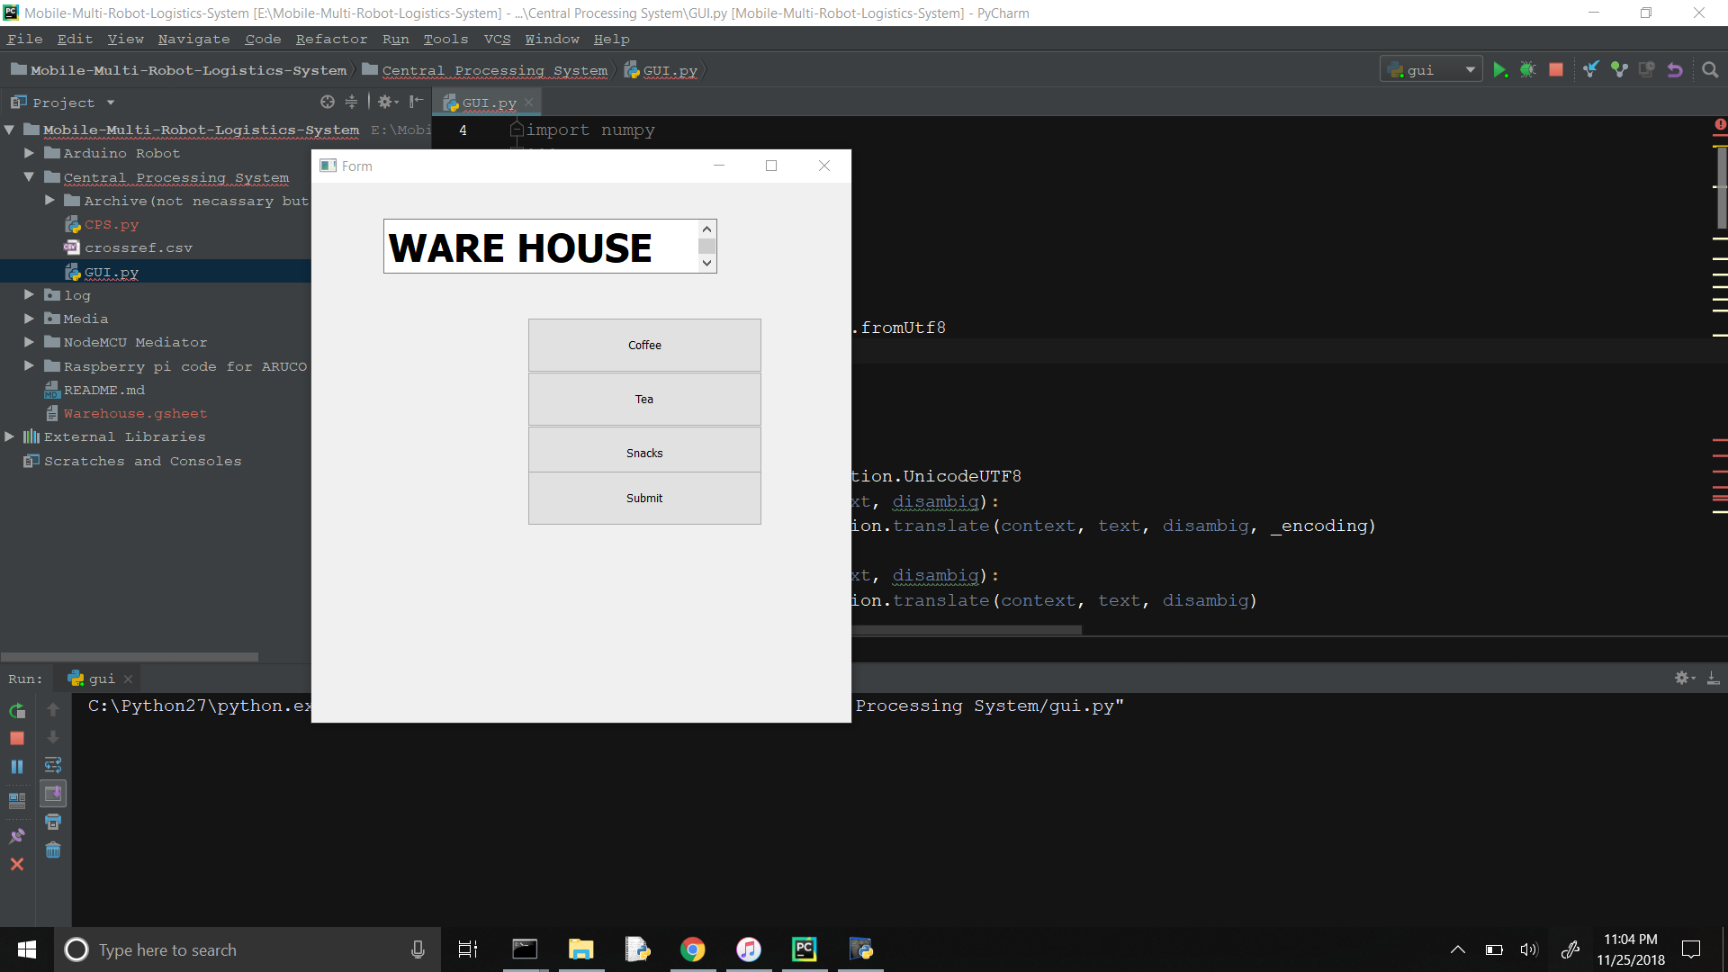 Mobile-Multi-Robot-Logistics-System [E:\Mobile-Multi-Robot-Logistics-System] - ...\Central Processing System\GUI.py [Mobile-Multi-Robot-Logistics-System] - PyCharm
File Edit View Navigate Code Refactor Run Tools VCS Window Help
Mobile-Multi-Robot-Logistics-System Central Processing System GUI.py gui
Project GUI.py
Mobile-Multi-Robot-Logistics-System E:\Mobi
4 import numpy
Arduino Robot
Central Processing System
Archive(not necassary but
CPS.py
crossref.csv
GUI.py
log
Media
NodeMCU Mediator
Raspberry pi code for ARUCO
README.md
Warehouse.gsheet
External Libraries
Scratches and Consoles
Form
WARE HOUSE
Coffee
Tea
Snacks
Submit
.fromUtf8
tion.UnicodeUTF8
xt, disambig):
ion.translate(context, text, disambig, _encoding)
xt, disambig):
ion.translate(context, text, disambig)
Run: gui
C:\Python27\python.ex Processing System/gui.py"
Type here to search
11:04 PM
11/25/2018